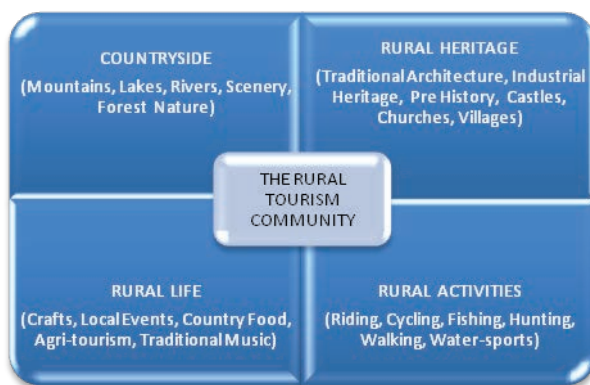 COUNTRYSIDE
(Mountains, Lakes, Rivers, Scenery,
Forest Nature)
RURAL HERITAGE
(Traditional Architecture, Industrial
Heritage, Pre History, Castles,
Churches, Villages)
THE RURAL
TOURISM
COMMUNITY
RURAL LIFE
(Crafts, Local Events, Country Food,
Agri-tourism, Traditional Music)
RURAL ACTIVITIES
(Riding, Cycling, Fishing, Hunting,
Walking, Water-sports)